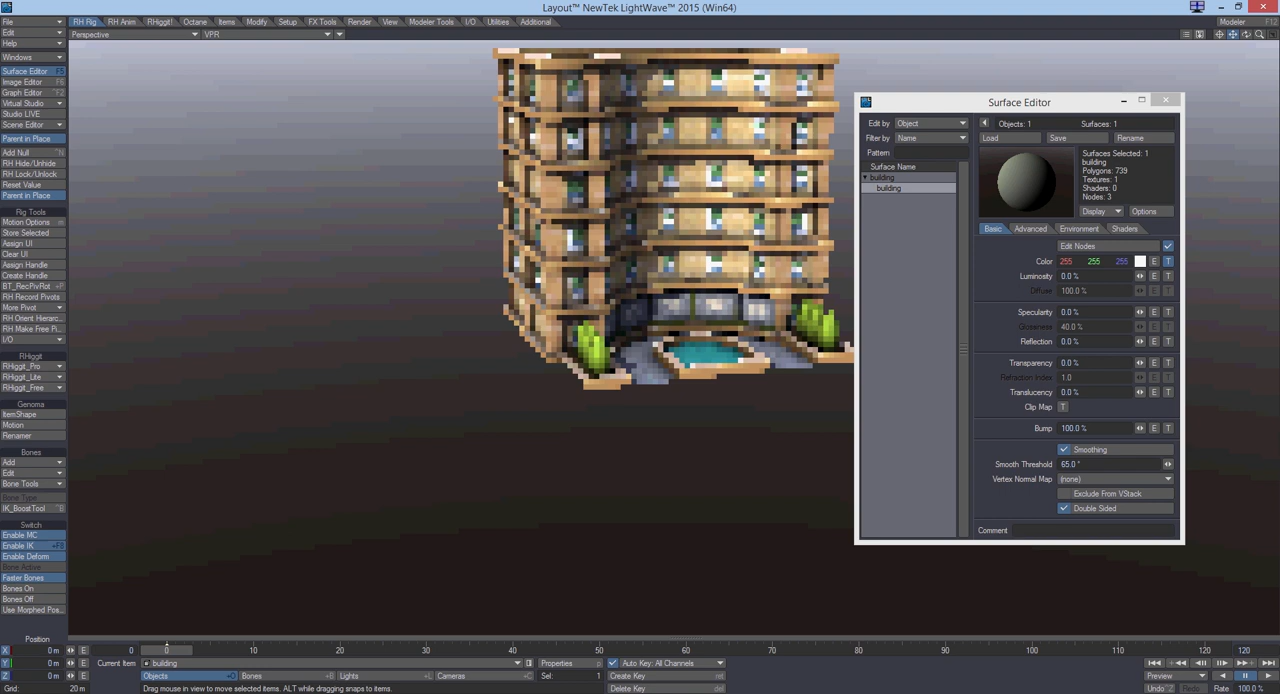 Layout™ NewTek LightWave™ 2015 (Win64)
File
RH Rig RH Anim RHiggit! Octane Items Modify Setup FX Tools Render View Modeler Tools I/O Utilities Additional
Modeler F12
Edit
Perspective VPR
Help
Windows
Surface Editor F5
Image Editor F6
Graph Editor ^F2
Virtual Studio
Studio LIVE
Scene Editor
Parent in Place
Add Null ^N
RH Hide/Unhide
RH Lock/Unlock
Reset Value
Parent in Place
Rig Tools
Motion Options m
Store Selected
Assign UI
Clear UI
Assign Handle
Create Handle
BT_RecPivRot +P
RH Record Pivots
More Pivot
RH Orient Hierarc...
RH Make Free Pi...
I/O
RHiggit
RHiggit_Pro
RHiggit_Lite
RHiggit_Free
Genoma
ItemShape
Motion
Renamer
Bones
Add
Edit
Bone Tools
Bone Type
IK_BoostTool ^B
Switch
Enable MC
Enable IK +F8
Enable Deform
Bone Active
Faster Bones
Bones On
Bones Off
Use Morphed Pos...
Surface Editor
Edit by Object
Filter by Name
Pattern
Surface Name
building
building
Objects: 1 Surfaces: 1
Load Save Rename
Surfaces Selected: 1
building
Polygons: 739
Textures: 1
Shaders: 0
Nodes: 3
Display Options
Basic Advanced Environment Shaders
Edit Nodes
Color 255 255 255 E T
Luminosity 0.0 % E T
Diffuse 100.0 % E T
Specularity 0.0 % E T
Glossiness 40.0 % E T
Reflection 0.0 % E T
Transparency 0.0 % E T
Refraction Index 1.0 E T
Translucency 0.0 % E T
Clip Map T
Bump 100.0 % E T
Smoothing
Smooth Threshold 65.0 °
Vertex Normal Map (none)
Exclude From VStack
Double Sided
Comment
Position
X 0 m E
Y 0 m E
Z 0 m E
Grid: 20 m
0 0 10 20 30 40 50 60 70 80 90 100 110 120 120
Current Item building Properties p Auto Key: All Channels
Objects +O Bones +B Lights +L Cameras +C Sel: 1 Create Key ret
Drag mouse in view to move selected items. ALT while dragging snaps to items. Delete Key del
Preview
Undo ^Z Redo Rate 100.0 %